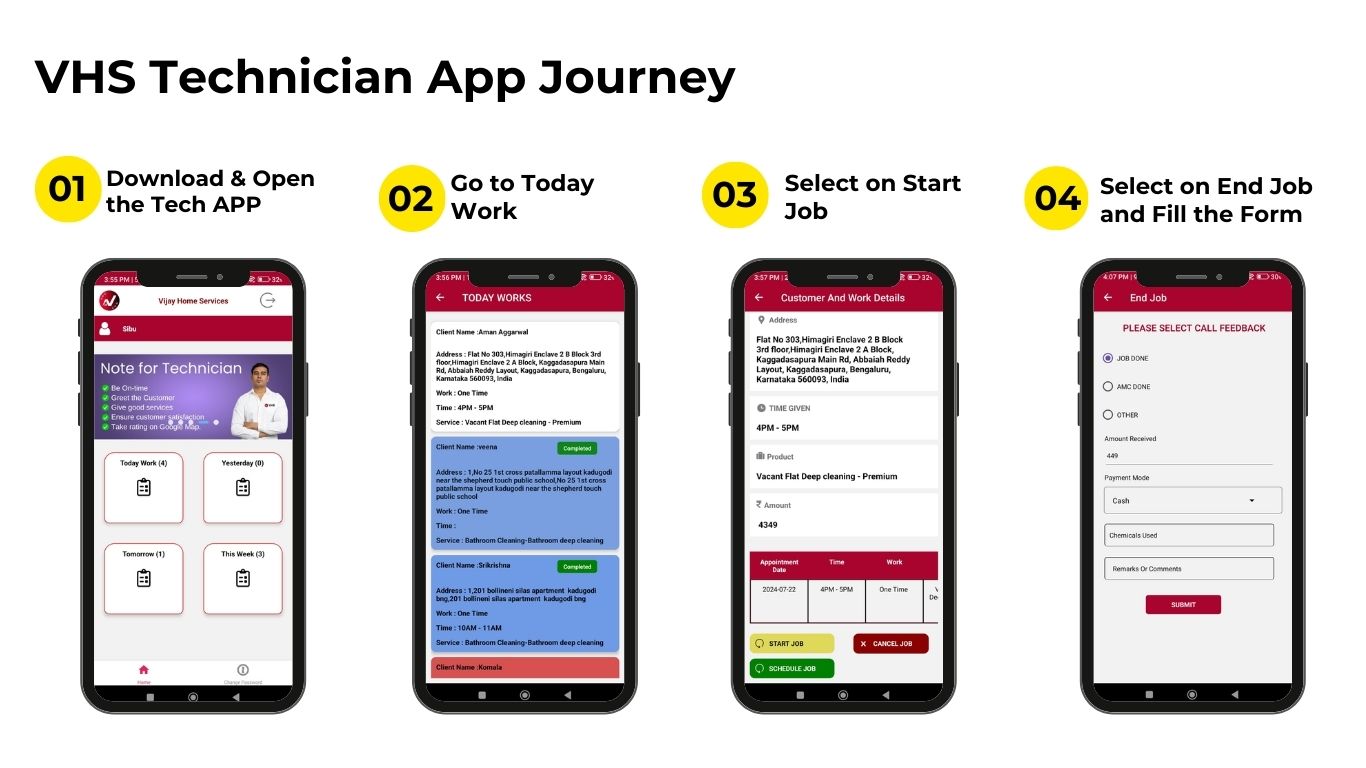 VHS Technician App Journey
01
Download & Open
the Tech APP
02
Go to Today
Work
03
Select on Start
Job
04
Select on End Job
and Fill the Form
3:55 PM | 5
32%
Vijay Home Services
Sibu
Note for Technician
Be On-time
Greet the Customer
Give good services
Ensure customer satisfaction
Take rating on Google Map.
Today Work (4)
Yesterday (0)
Tomorrow (1)
This Week (3)
Home
Change Password
3:56 PM | 1
32%
TODAY WORKS
Client Name :Aman Aggarwal
Address : Flat No 303,Himagiri Enclave 2 B Block 3rd
floor,Himagiri Enclave 2 A Block, Kaggadasapura Main
Rd, Abbaiah Reddy Layout, Kaggadasapura, Bengaluru,
Karnataka 560093, India
Work : One Time
Time : 4PM - 5PM
Service : Vacant Flat Deep cleaning - Premium
Client Name :veena
Completed
Address : 1,No 25 1st cross patallamma layout kadugodi
near the shepherd touch public school,No 25 1st cross
patallamma layout kadugodi near the shepherd touch
public school
Work : One Time
Time :
Service : Bathroom Cleaning-Bathroom deep cleaning
Client Name :Srikrishna
Completed
Address : 1,201 bollineni silas apartment kadugodi
bng,201 bollineni silas apartment kadugodi bng
Work : One Time
Time : 10AM - 11AM
Service : Bathroom Cleaning-Bathroom deep cleaning
Client Name :Komala
3:57 PM | 2
32%
Customer And Work Details
Address
Flat No 303,Himagiri Enclave 2 B Block
3rd floor,Himagiri Enclave 2 A Block,
Kaggadasapura Main Rd, Abbaiah Reddy
Layout, Kaggadasapura, Bengaluru,
Karnataka 560093, India
TIME GIVEN
4PM - 5PM
Product
Vacant Flat Deep cleaning - Premium
₹ Amount
4349
Appointment
Date
Time
Work
2024-07-22
4PM - 5PM
One Time
START JOB
CANCEL JOB
SCHEDULE JOB
4:07 PM | 9
30%
End Job
PLEASE SELECT CALL FEEDBACK
JOB DONE
AMC DONE
OTHER
Amount Received
449
Payment Mode
Cash
Chemicals Used
Remarks Or Comments
SUBMIT